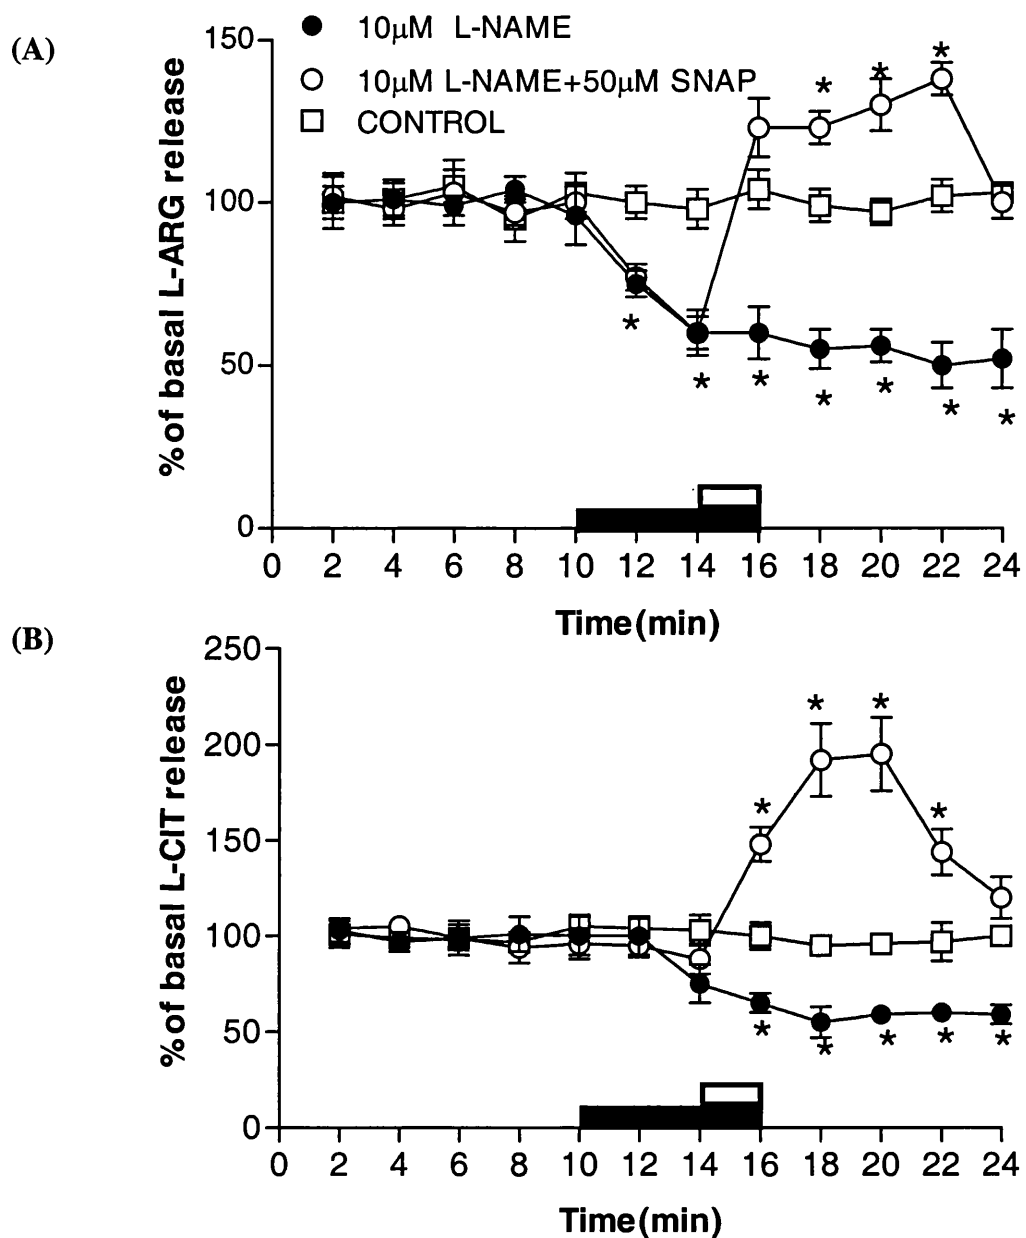 (A)
10µM L-NAME
10µM L-NAME+50µM SNAP
CONTROL
% of basal L-ARG release
150
100
50
0
* * * *
* * * * * * *
0 2 4 6 8 10 12 14 16 18 20 22 24
Time(min)
(B)
% of basal L-CIT release
250
200
150
100
50
0
* * * *
* * * * *
0 2 4 6 8 10 12 14 16 18 20 22 24
Time(min)